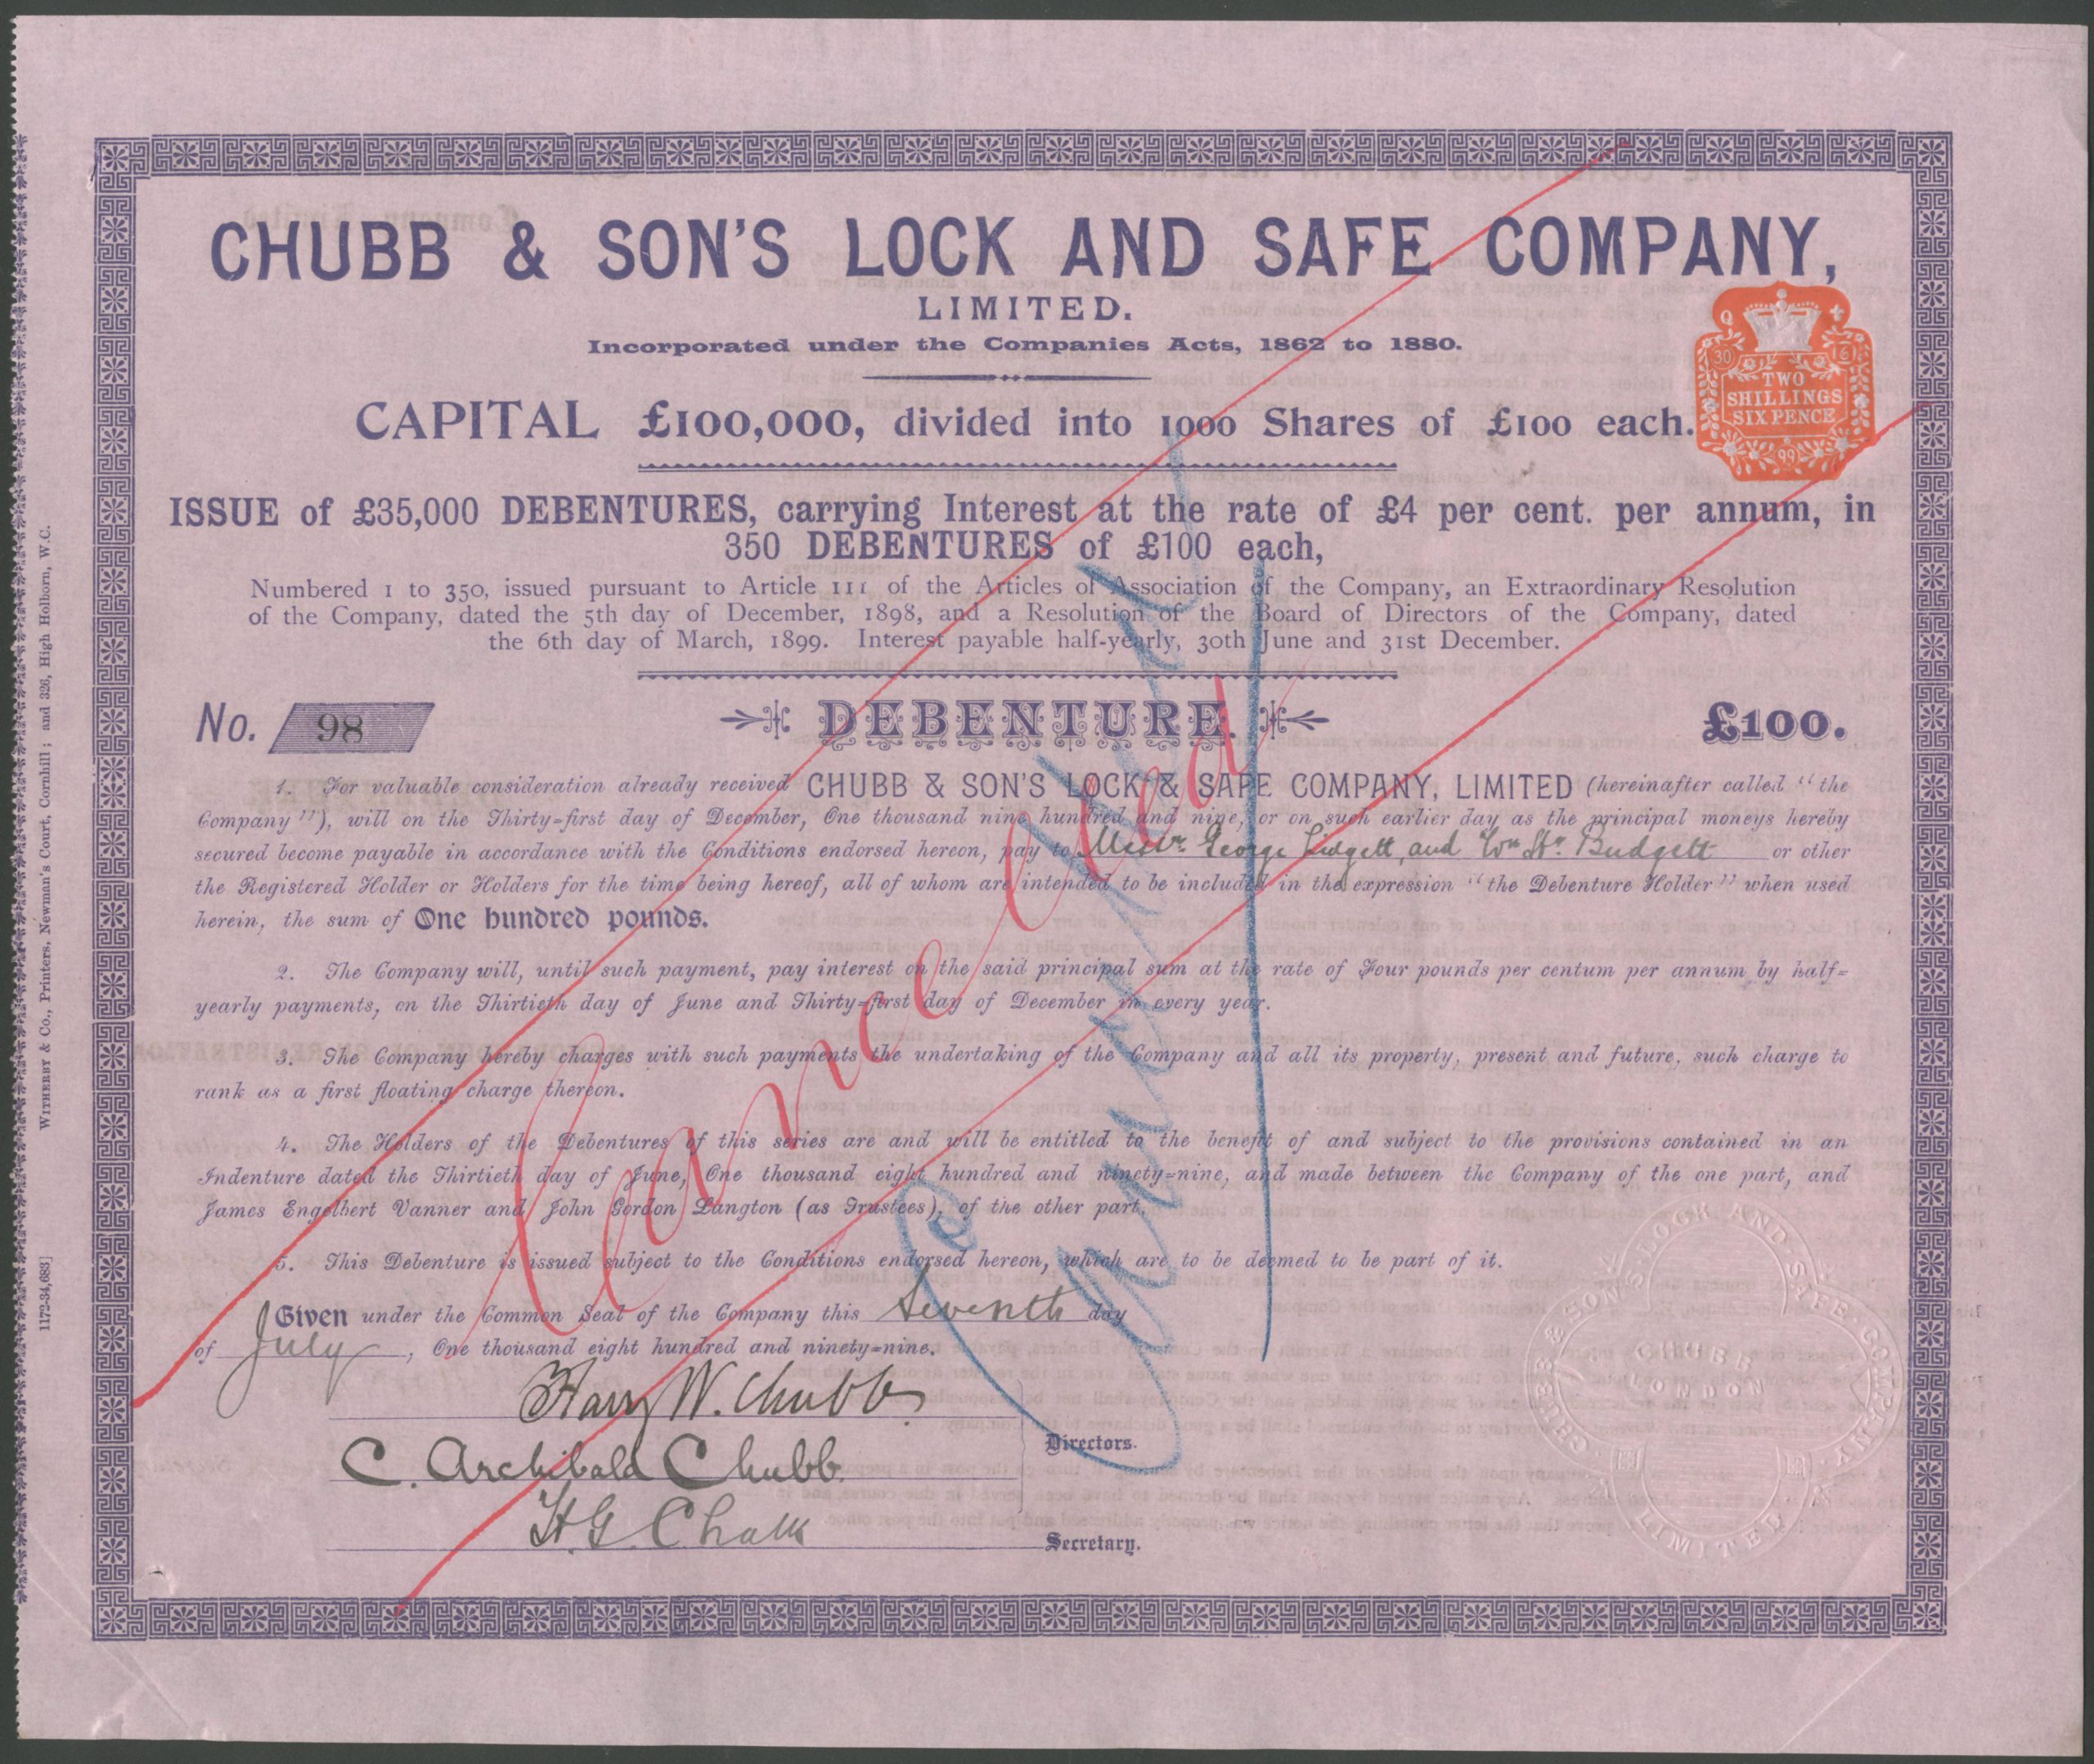 CHUBB & SON'S LOCK AND SAFE COMPANY,
LIMITED.
Incorporated under the Companies Acts, 1862 to 1880.
CAPITAL £100,000, divided into 1000 Shares of £100 each.
30 16
TWO
SHILLINGS
SIX PENCE
99
ISSUE of £35,000 DEBENTURES, carrying Interest at the rate of £4 per cent. per annum, in
350 DEBENTURES of £100 each,
Numbered 1 to 350, issued pursuant to Article 111 of the Articles of Association of the Company, an Extraordinary Resolution
of the Company, dated the 5th day of December, 1898, and a Resolution of the Board of Directors of the Company, dated
the 6th day of March, 1899. Interest payable half-yearly, 30th June and 31st December.
No. 98 DEBENTURE. £100.
1. For valuable consideration already received CHUBB & SON'S LOCK & SAFE COMPANY, LIMITED (hereinafter called "the
Company"), will on the Thirty-first day of December, One thousand nine hundred and nine, or on such earlier day as the principal moneys hereby
secured become payable in accordance with the Conditions endorsed hereon, pay to Messrs. George Lidgett, and Wm Hy. Budgett or other
the Registered Holder or Holders for the time being hereof, all of whom are intended to be included in the expression "the Debenture Holder" when used
herein, the sum of One hundred pounds.
2. The Company will, until such payment, pay interest on the said principal sum at the rate of Four pounds per centum per annum by half-
yearly payments, on the Thirtieth day of June and Thirty-first day of December in every year.
3. The Company hereby charges with such payments the undertaking of the Company and all its property, present and future, such charge to
rank as a first floating charge thereon.
4. The Holders of the Debentures of this series are and will be entitled to the benefit of and subject to the provisions contained in an
Indenture dated the Thirtieth day of June, One thousand eight hundred and ninety-nine, and made between the Company of the one part, and
James Engelbert Vanner and John Gordon Langton (as Trustees), of the other part.
5. This Debenture is issued subject to the Conditions endorsed hereon, which are to be deemed to be part of it.
Given under the Common Seal of the Company this Seventh day
of July, One thousand eight hundred and ninety-nine.
Harry W. Chubb
C. Archibald Chubb.
Directors.
H.G. Chalk
Secretary.
Cancelled
Cancelled
CHUBB & SON'S LOCK AND SAFE COMPANY
LIMITED
CHUBB
LONDON
WITHERBY & Co., Printers, Newman's Court, Cornhill; and 326, High Holborn, W.C.
1172-34,683]